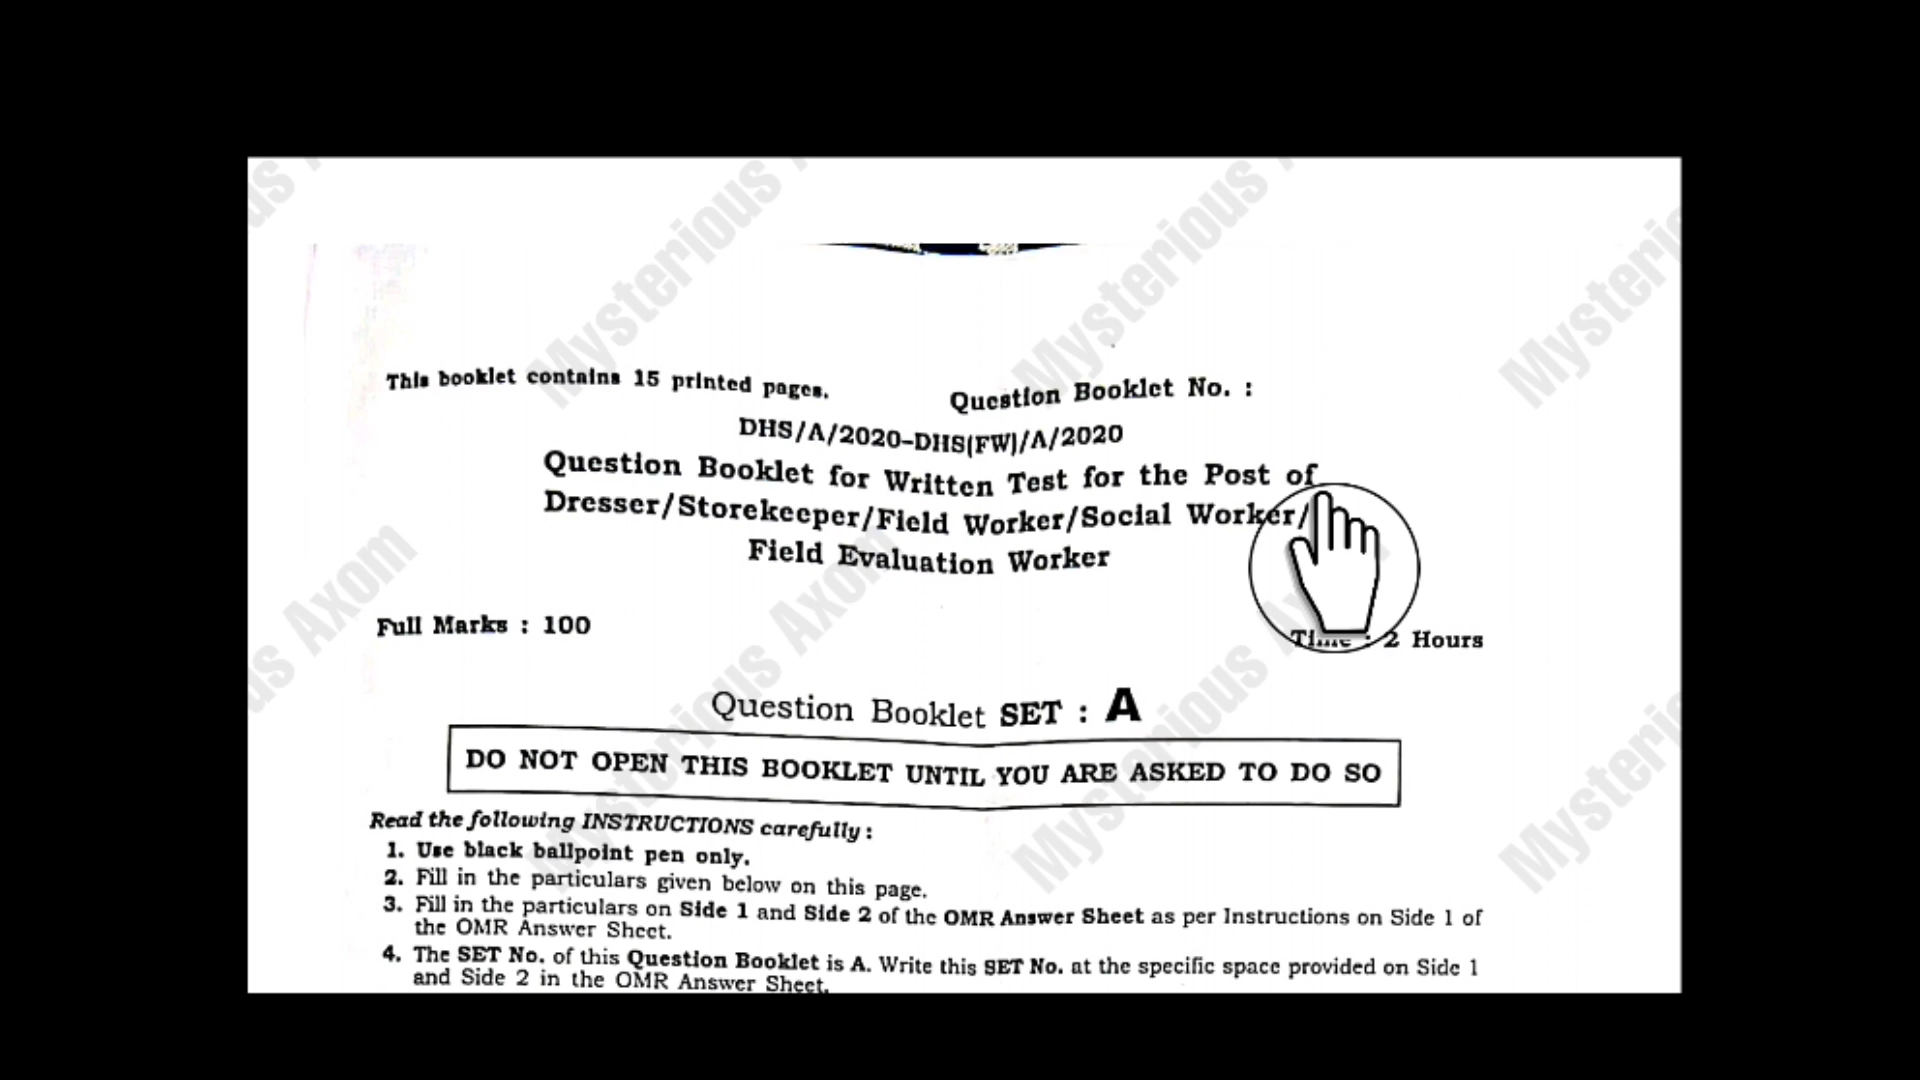 This booklet contains 15 printed pages.
Question Booklet No. :
DHS/A/2020-DHS(FW)/A/2020
Question Booklet for Written Test for the Post of
Dresser/Storekeeper/Field Worker/Social Worker/
Field Evaluation Worker
Full Marks : 100
Time : 2 Hours
Question Booklet SET : A
DO NOT OPEN THIS BOOKLET UNTIL YOU ARE ASKED TO DO SO
Read the following INSTRUCTIONS carefully :
1. Use black ballpoint pen only.
2. Fill in the particulars given below on this page.
3. Fill in the particulars on Side 1 and Side 2 of the OMR Answer Sheet as per Instructions on Side 1 of
the OMR Answer Sheet.
4. The SET No. of this Question Booklet is A. Write this SET No. at the specific space provided on Side 1
and Side 2 in the OMR Answer Sheet.
Mysterious Axom